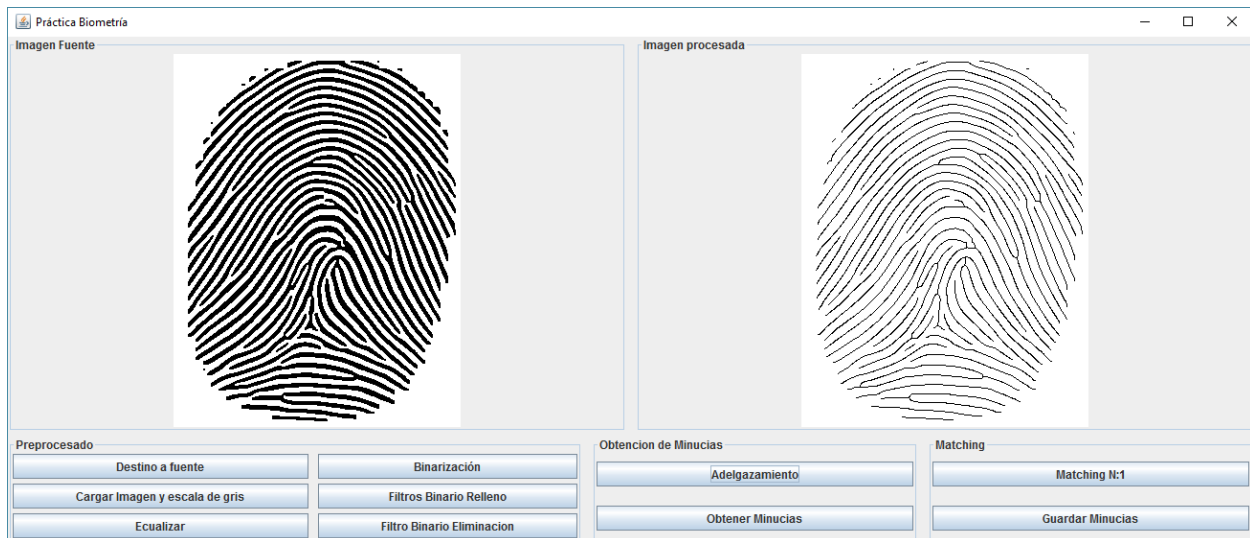 Práctica Biometría
Imagen Fuente
Imagen procesada
Preprocesado
Destino a fuente
Binarización
Cargar Imagen y escala de gris
Filtros Binario Relleno
Ecualizar
Filtro Binario Eliminacion
Obtencion de Minucias
Adelgazamiento
Obtener Minucias
Matching
Matching N:1
Guardar Minucias